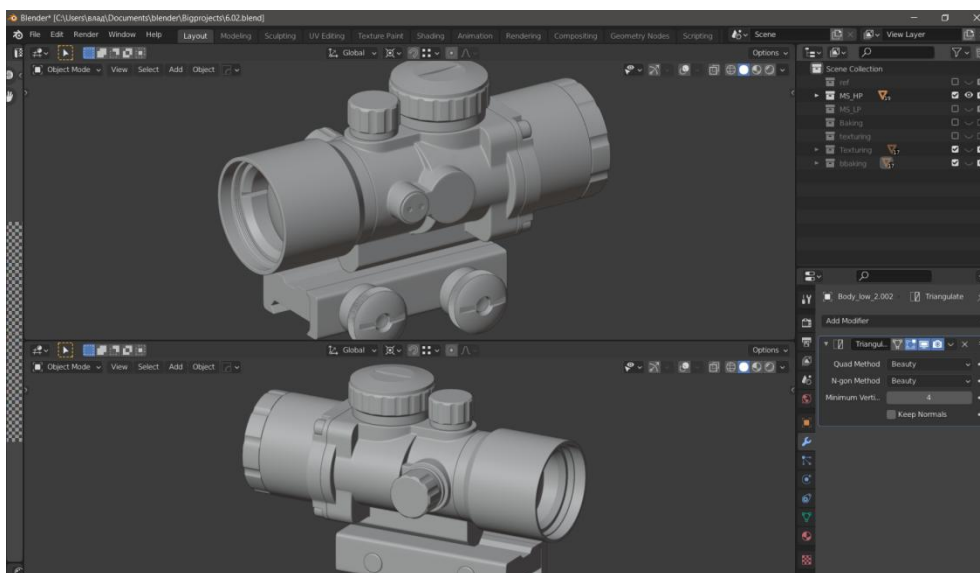 Blender* [C:\Users\влад\Documents\blender\Bigprojects\6.02.blend]
File Edit Render Window Help Layout Modeling Sculpting UV Editing Texture Paint Shading Animation Rendering Compositing Geometry Nodes Scripting Scene View Layer
Global Options
Object Mode View Select Add Object
Scene Collection
ref
MS_HP
MS_LP
Baking
texturing
Texturing
bbaking
Body_low_2.002 Triangulate
Add Modifier
Triangul..
Quad Method Beauty
N-gon Method Beauty
Minimum Verti... 4
Keep Normals
Global Options
Object Mode View Select Add Object